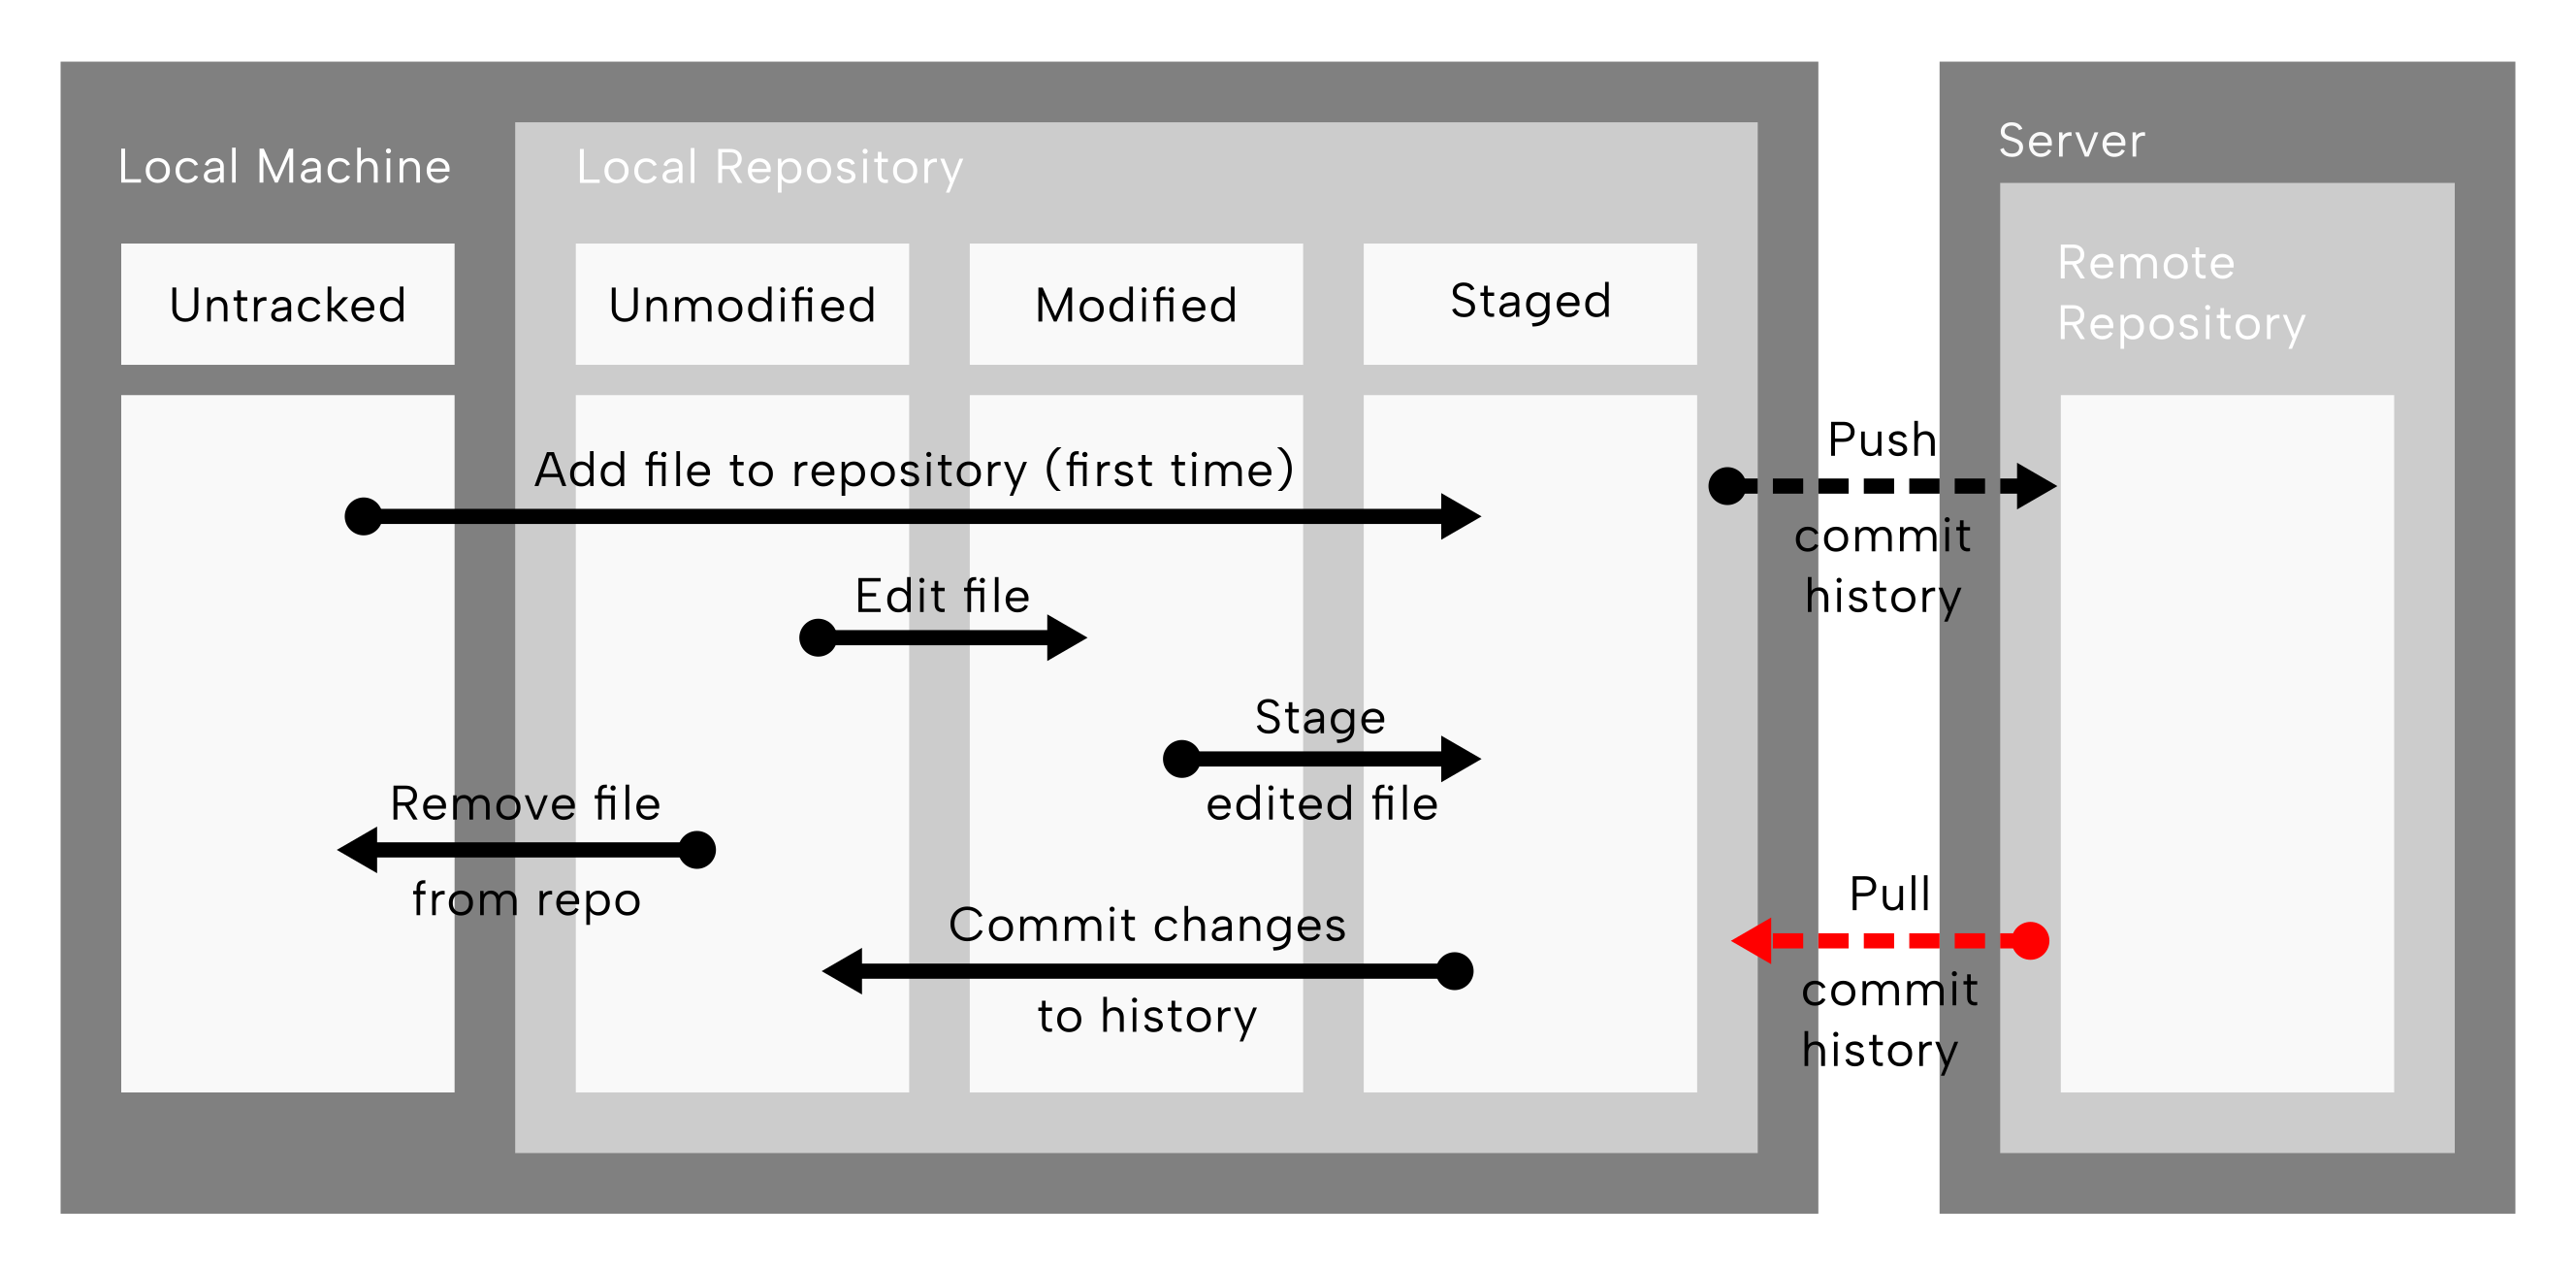 Local Machine
Local Repository
Server
Remote
Repository
Untracked
Unmodified
Modified
Staged
Add file to repository (first time)
Push
commit
history
Edit file
Stage
edited file
Remove file
from repo
Commit changes
to history
Pull
commit
history